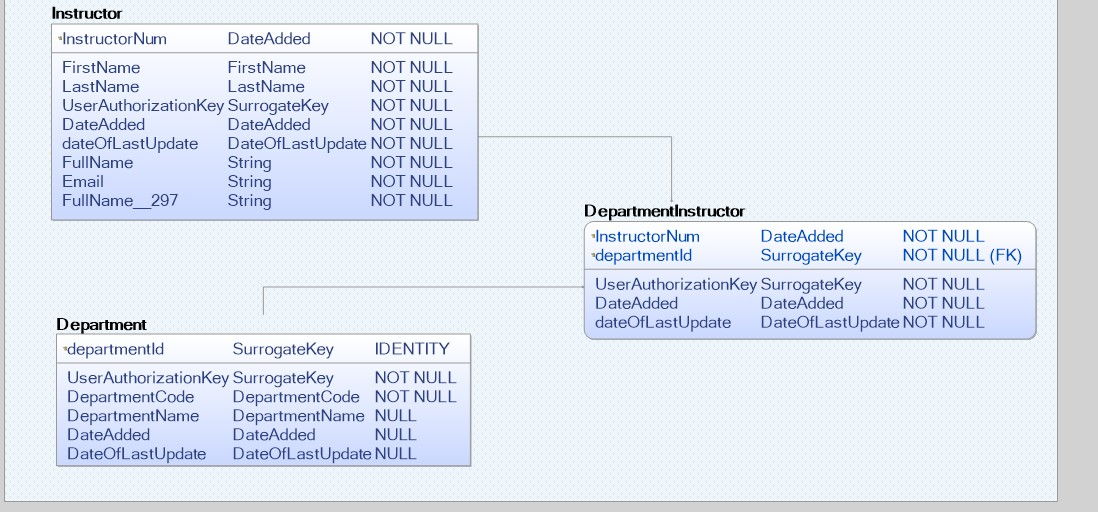 Instructor
InstructorNum DateAdded NOT NULL
FirstName FirstName NOT NULL
LastName LastName NOT NULL
UserAuthorizationKey SurrogateKey NOT NULL
DateAdded DateAdded NOT NULL
dateOfLastUpdate DateOfLastUpdate NOT NULL
FullName String NOT NULL
Email String NOT NULL
FullName__297 String NOT NULL
DepartmentInstructor
InstructorNum DateAdded NOT NULL
departmentId SurrogateKey NOT NULL (FK)
UserAuthorizationKey SurrogateKey NOT NULL
DateAdded DateAdded NOT NULL
dateOfLastUpdate DateOfLastUpdate NOT NULL
Department
departmentId SurrogateKey IDENTITY
UserAuthorizationKey SurrogateKey NOT NULL
DepartmentCode DepartmentCode NOT NULL
DepartmentName DepartmentName NULL
DateAdded DateAdded NULL
DateOfLastUpdate DateOfLastUpdate NULL